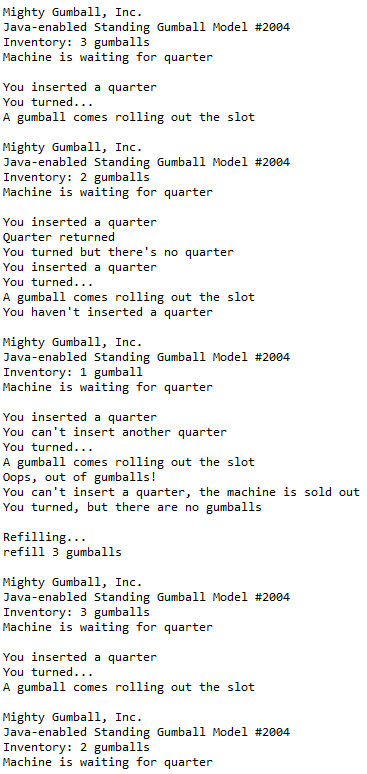 Mighty Gumball, Inc.
Java-enabled Standing Gumball Model #2004
Inventory: 3 gumballs
Machine is waiting for quarter

You inserted a quarter
You turned...
A gumball comes rolling out the slot

Mighty Gumball, Inc.
Java-enabled Standing Gumball Model #2004
Inventory: 2 gumballs
Machine is waiting for quarter

You inserted a quarter
Quarter returned
You turned but there's no quarter
You inserted a quarter
You turned...
A gumball comes rolling out the slot
You haven't inserted a quarter

Mighty Gumball, Inc.
Java-enabled Standing Gumball Model #2004
Inventory: 1 gumball
Machine is waiting for quarter

You inserted a quarter
You can't insert another quarter
You turned...
A gumball comes rolling out the slot
Oops, out of gumballs!
You can't insert a quarter, the machine is sold out
You turned, but there are no gumballs

Refilling...
refill 3 gumballs

Mighty Gumball, Inc.
Java-enabled Standing Gumball Model #2004
Inventory: 3 gumballs
Machine is waiting for quarter

You inserted a quarter
You turned...
A gumball comes rolling out the slot

Mighty Gumball, Inc.
Java-enabled Standing Gumball Model #2004
Inventory: 2 gumballs
Machine is waiting for quarter